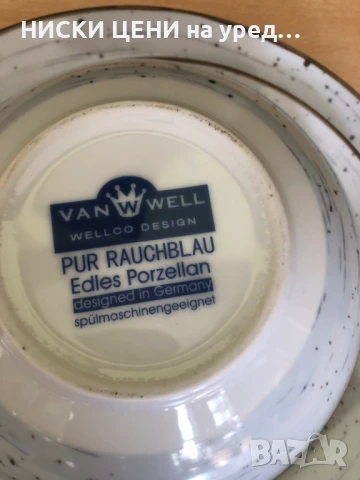 НИСКИ ЦЕНИ на уред...
VAN WELL
WELLCO DESIGN
PUR RAUCHBLAU
Edles Porzellan
designed in Germany
spülmaschinengeeignet
BAZAR